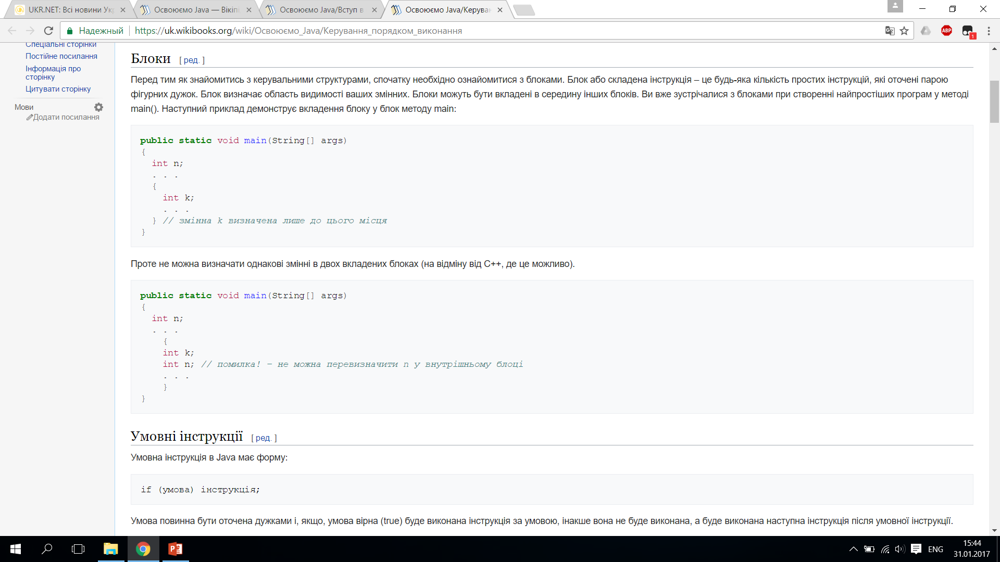 UKR.NET: Всі новини Укр
Освоюємо Java — Вікіпі
Освоюємо Java/Вступ в
Освоюємо Java/Керуван
Надежный
https://uk.wikibooks.org/wiki/Освоюємо_Java/Керування_порядком_виконання
ABP
1
Спеціальні сторінки
Постійне посилання
Інформація про
сторінку
Цитувати сторінку
Мови
Додати посилання
Блоки [ ред. ]
Перед тим як знайомитись з керувальними структурами, спочатку необхідно ознайомитися з блоками. Блок або складена інструкція – це будь-яка кількість простих інструкцій, які оточені парою
фігурних дужок. Блок визначає область видимості ваших змінних. Блоки можуть бути вкладені в середину інших блоків. Ви вже зустрічалися з блоками при створенні найпростіших програм у методі
main(). Наступний приклад демонструє вкладення блоку у блок методу main:
public static void main(String[] args)
{
int n;
. . .
{
int k;
. . .
} // змінна k визначена лише до цього місця
}
Проте не можна визначати однакові змінні в двох вкладених блоках (на відміну від C++, де це можливо).
public static void main(String[] args)
{
int n;
. . .
{
int k;
int n; // помилка! – не можна перевизначити n у внутрішньому блоці
. . .
}
}
Умовні інструкції [ ред. ]
Умовна інструкція в Java має форму:
if (умова) інструкція;
Умова повинна бути оточена дужками і, якщо, умова вірна (true) буде виконана інструкція за умовою, інакше вона не буде виконана, а буде виконана наступна інструкція після умовної інструкції.
ENG
15:44
31.01.2017